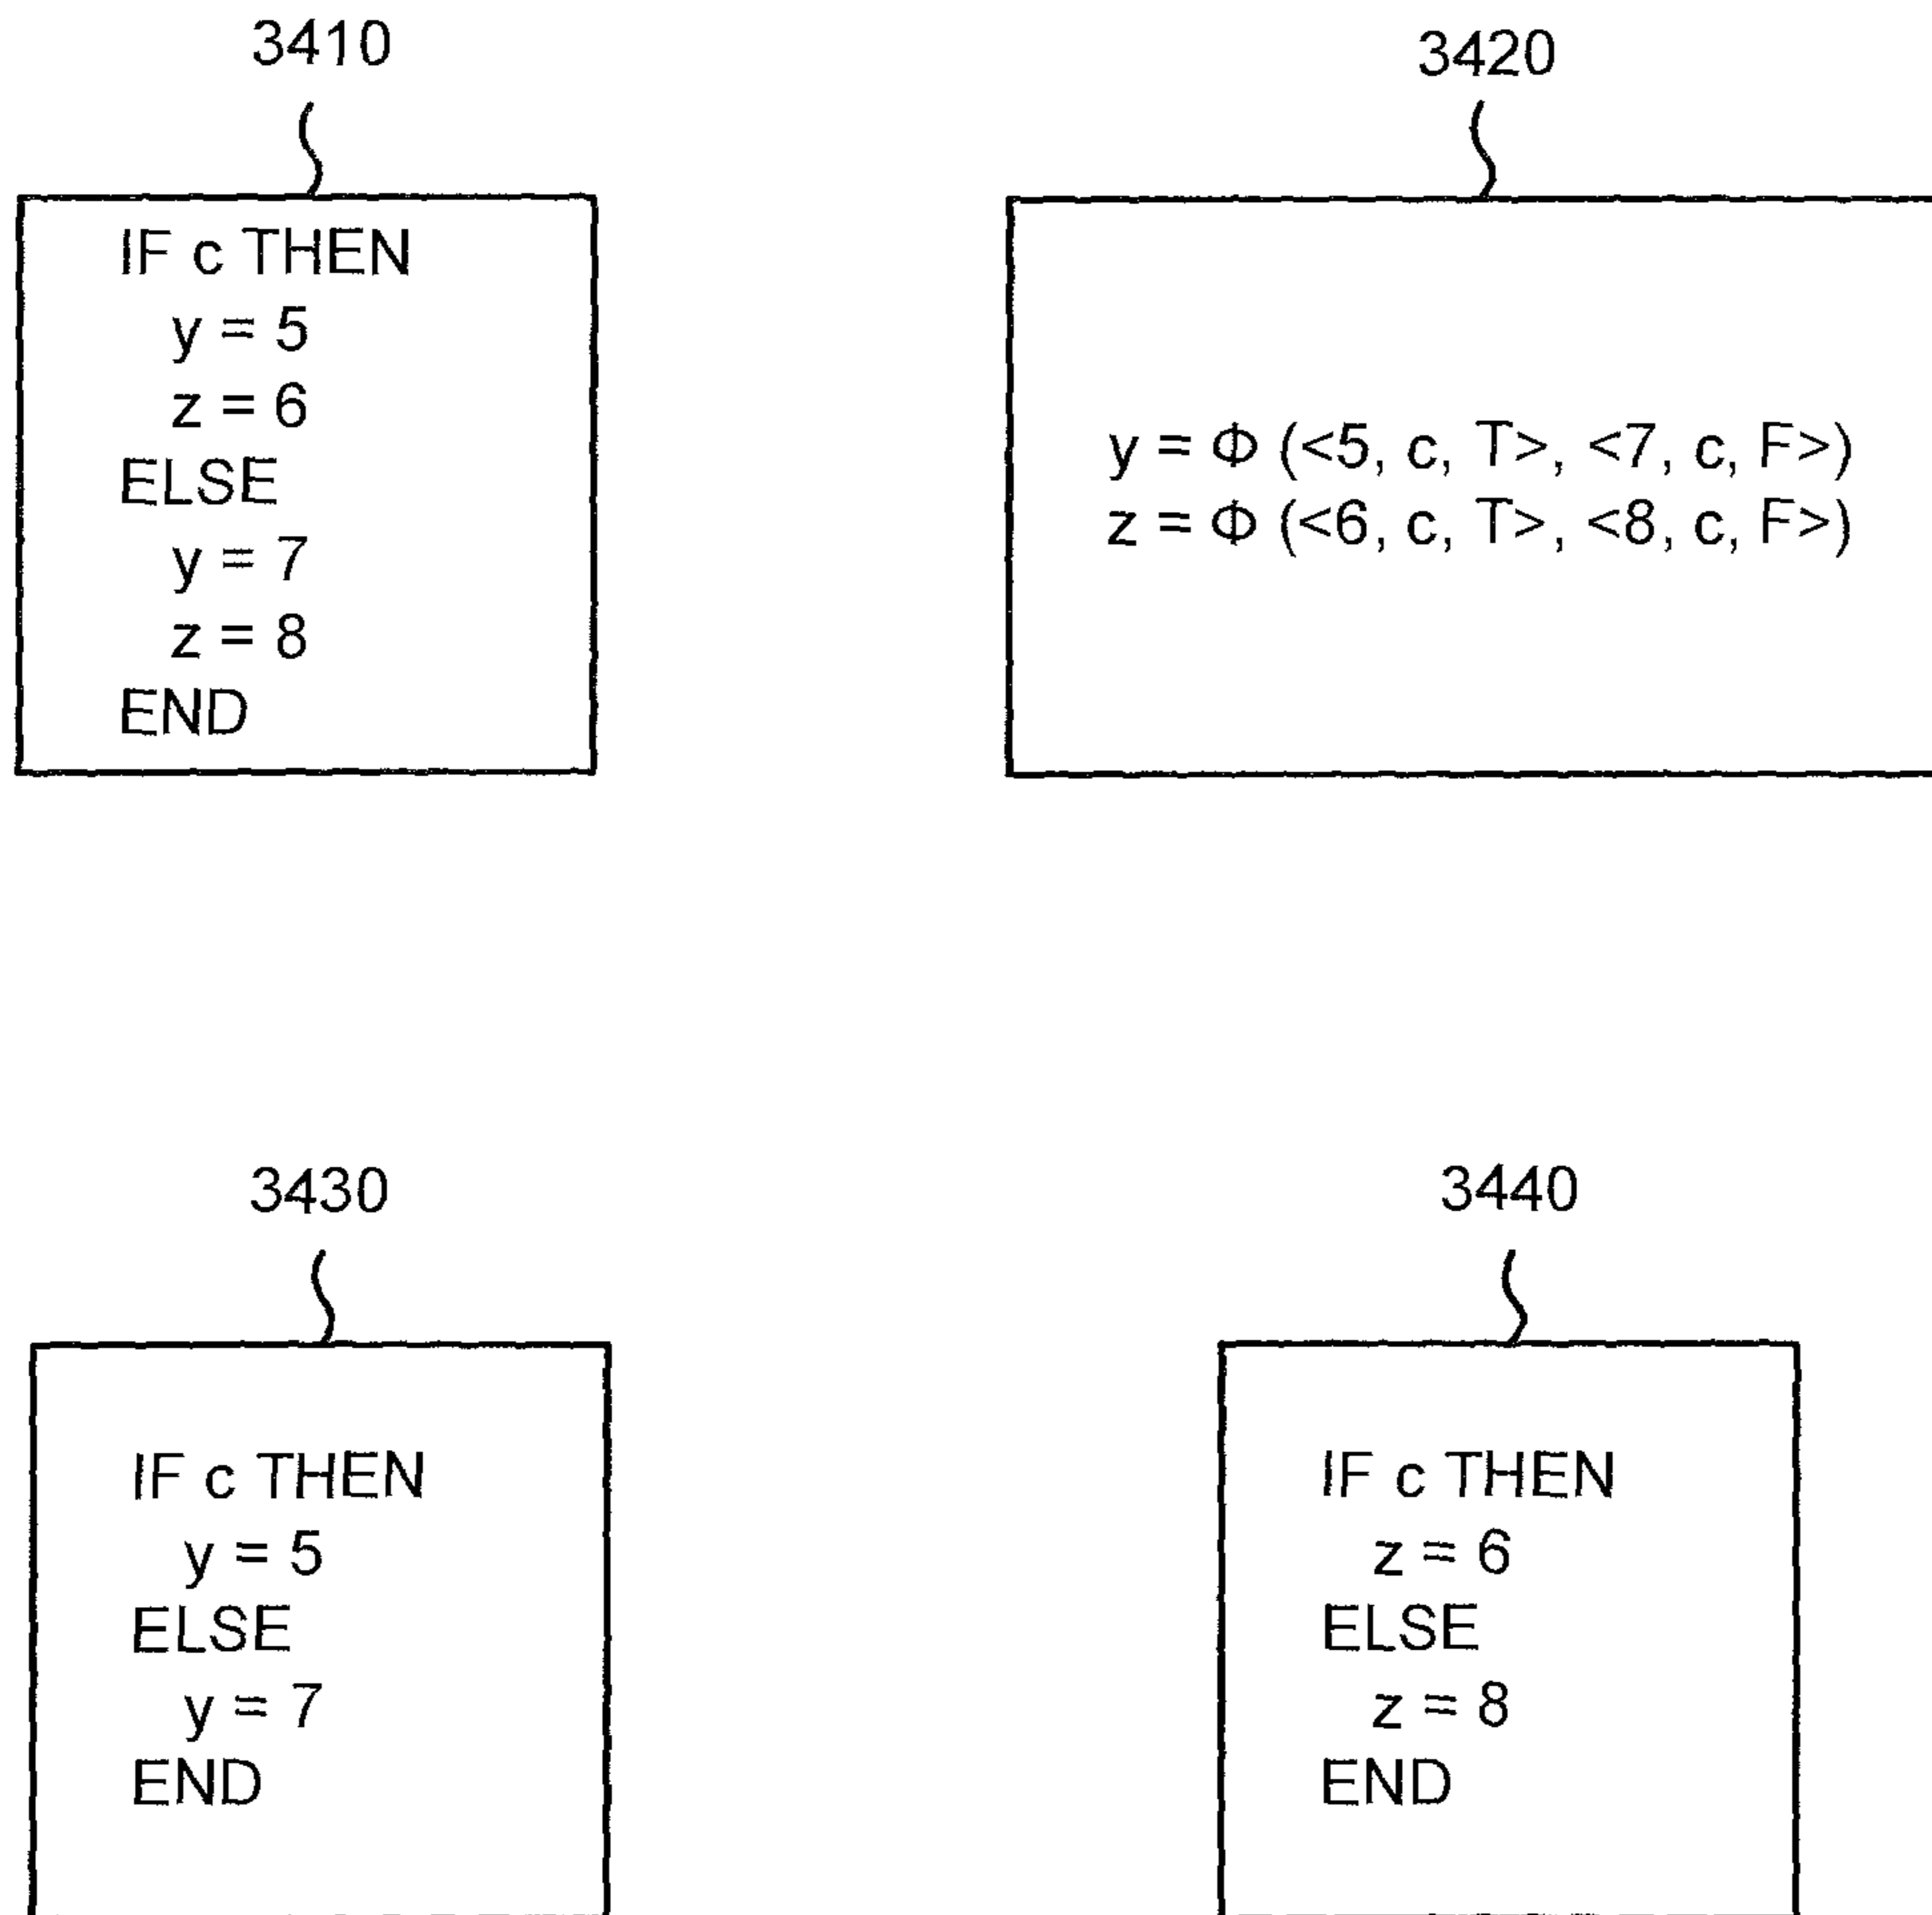 3410
IF c THEN
y = 5
z = 6
ELSE
y = 7
z = 8
END
3420
y = Φ (<5, c, T>, <7, c, F>)
z = Φ (<6, c, T>, <8, c, F>)
3430
IF c THEN
y = 5
ELSE
y = 7
END
3440
IF c THEN
z = 6
ELSE
z = 8
END